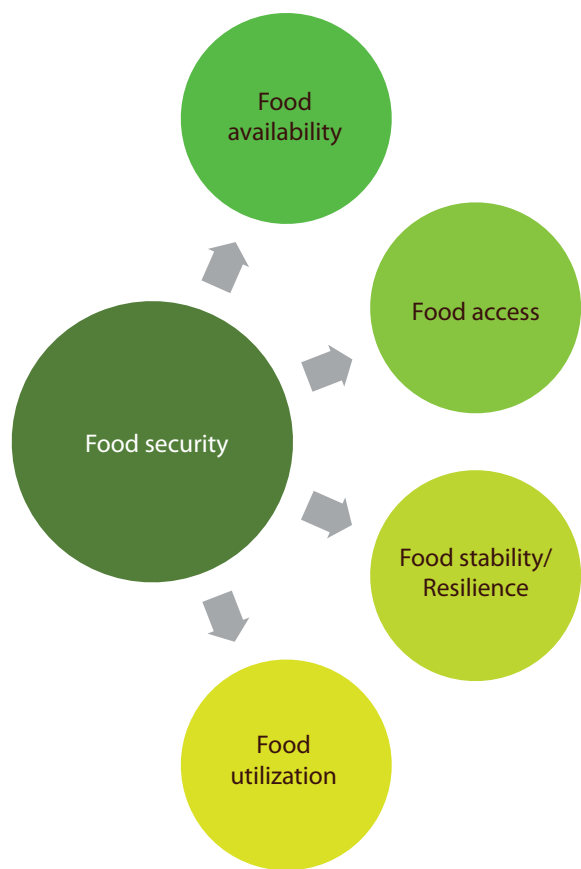 Food
availability
Food access
Food security
Food stability/
Resilience
Food
utilization